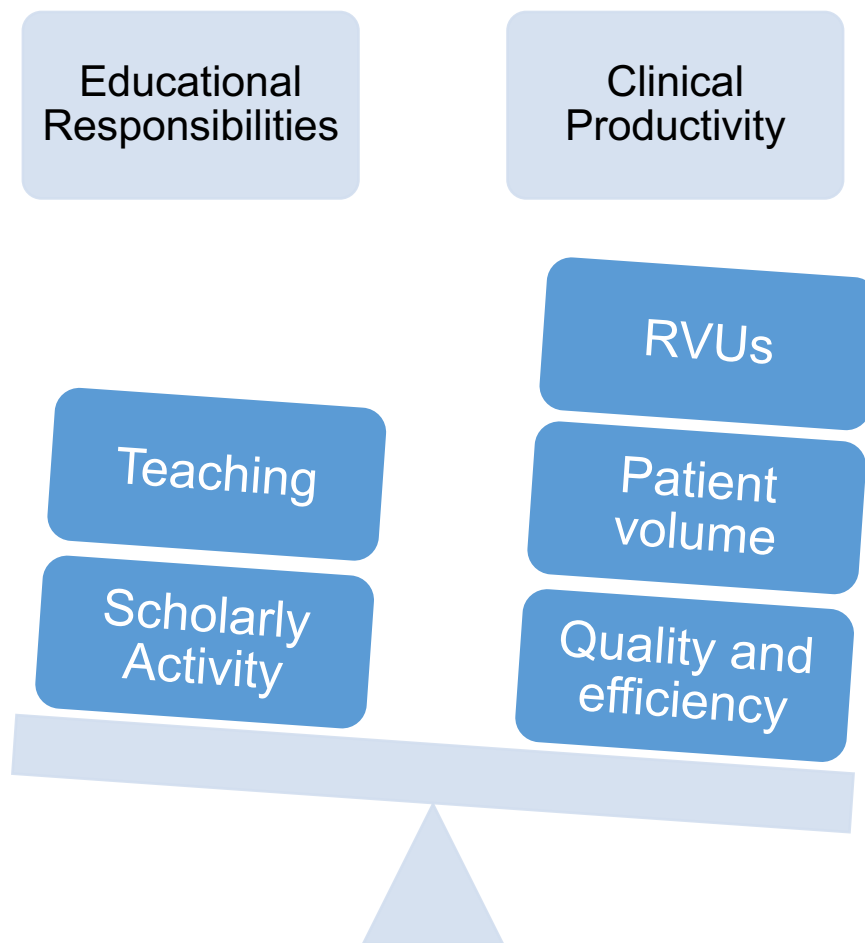 Educational
Responsibilities
Clinical
Productivity
RVUs
Teaching
Patient
volume
Scholarly
Activity
Quality and
efficiency